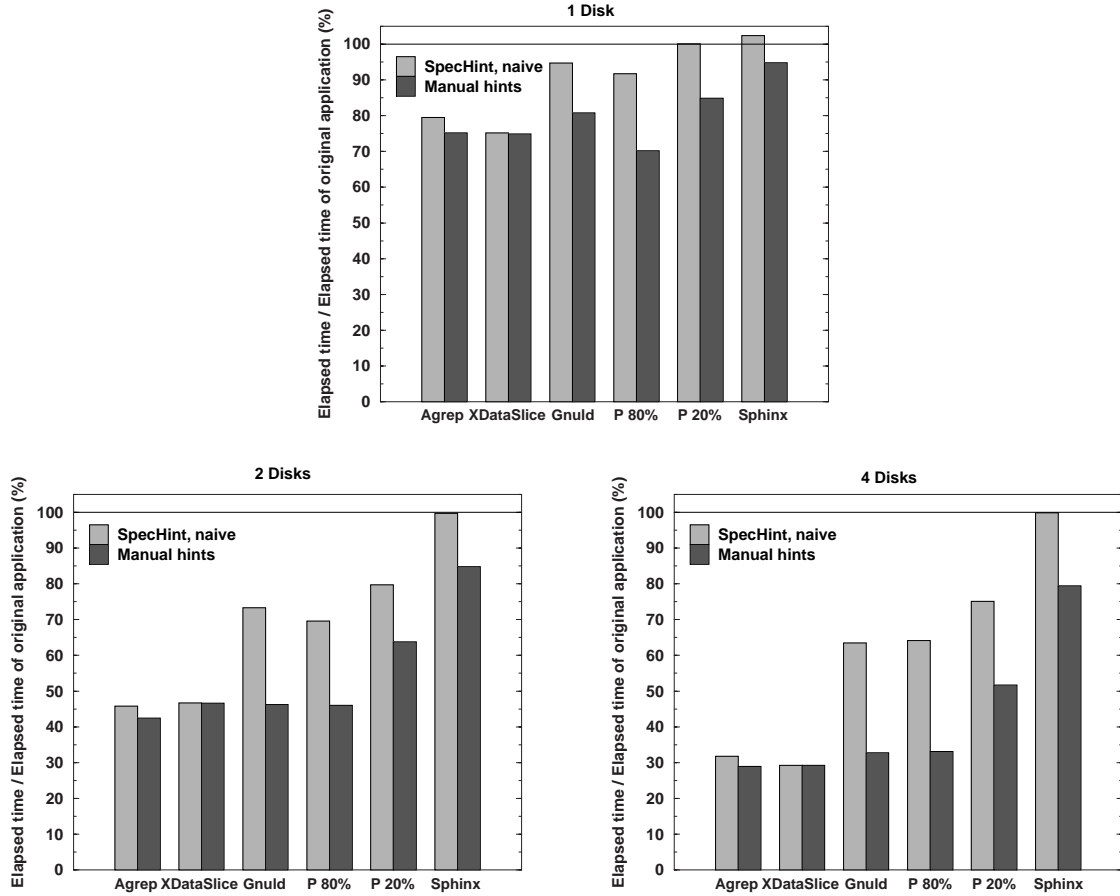 1 Disk
Elapsed time / Elapsed time of original application (%)
100
90
80
70
60
50
40
30
20
10
0
SpecHint, naive
Manual hints
Agrep XDataSlice Gnuld P 80% P 20% Sphinx
2 Disks
Elapsed time / Elapsed time of original application (%)
100
90
80
70
60
50
40
30
20
10
0
SpecHint, naive
Manual hints
Agrep XDataSlice Gnuld P 80% P 20% Sphinx
4 Disks
Elapsed time / Elapsed time of original application (%)
100
90
80
70
60
50
40
30
20
10
0
SpecHint, naive
Manual hints
Agrep XDataSlice Gnuld P 80% P 20% Sphinx